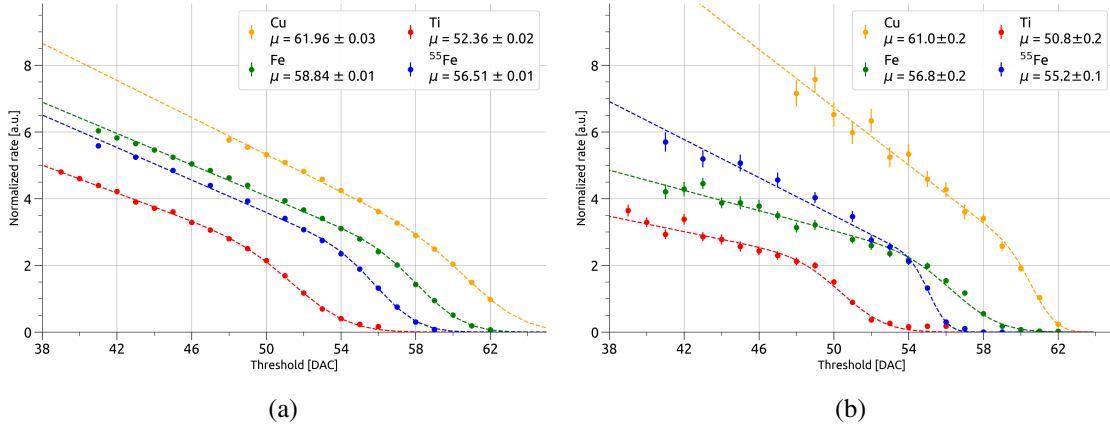 Cu
μ = 61.96 ± 0.03
Fe
μ = 58.84 ± 0.01
Ti
μ = 52.36 ± 0.02
⁵⁵Fe
μ = 56.51 ± 0.01
Normalized rate [a.u.]
8
6
4
2
0
38 42 46 50 54 58 62
Threshold [DAC]
(a)
Cu
μ = 61.0±0.2
Fe
μ = 56.8±0.2
Ti
μ = 50.8±0.2
⁵⁵Fe
μ = 55.2±0.1
Normalized rate [a.u.]
8
6
4
2
0
38 42 46 50 54 58 62
Threshold [DAC]
(b)